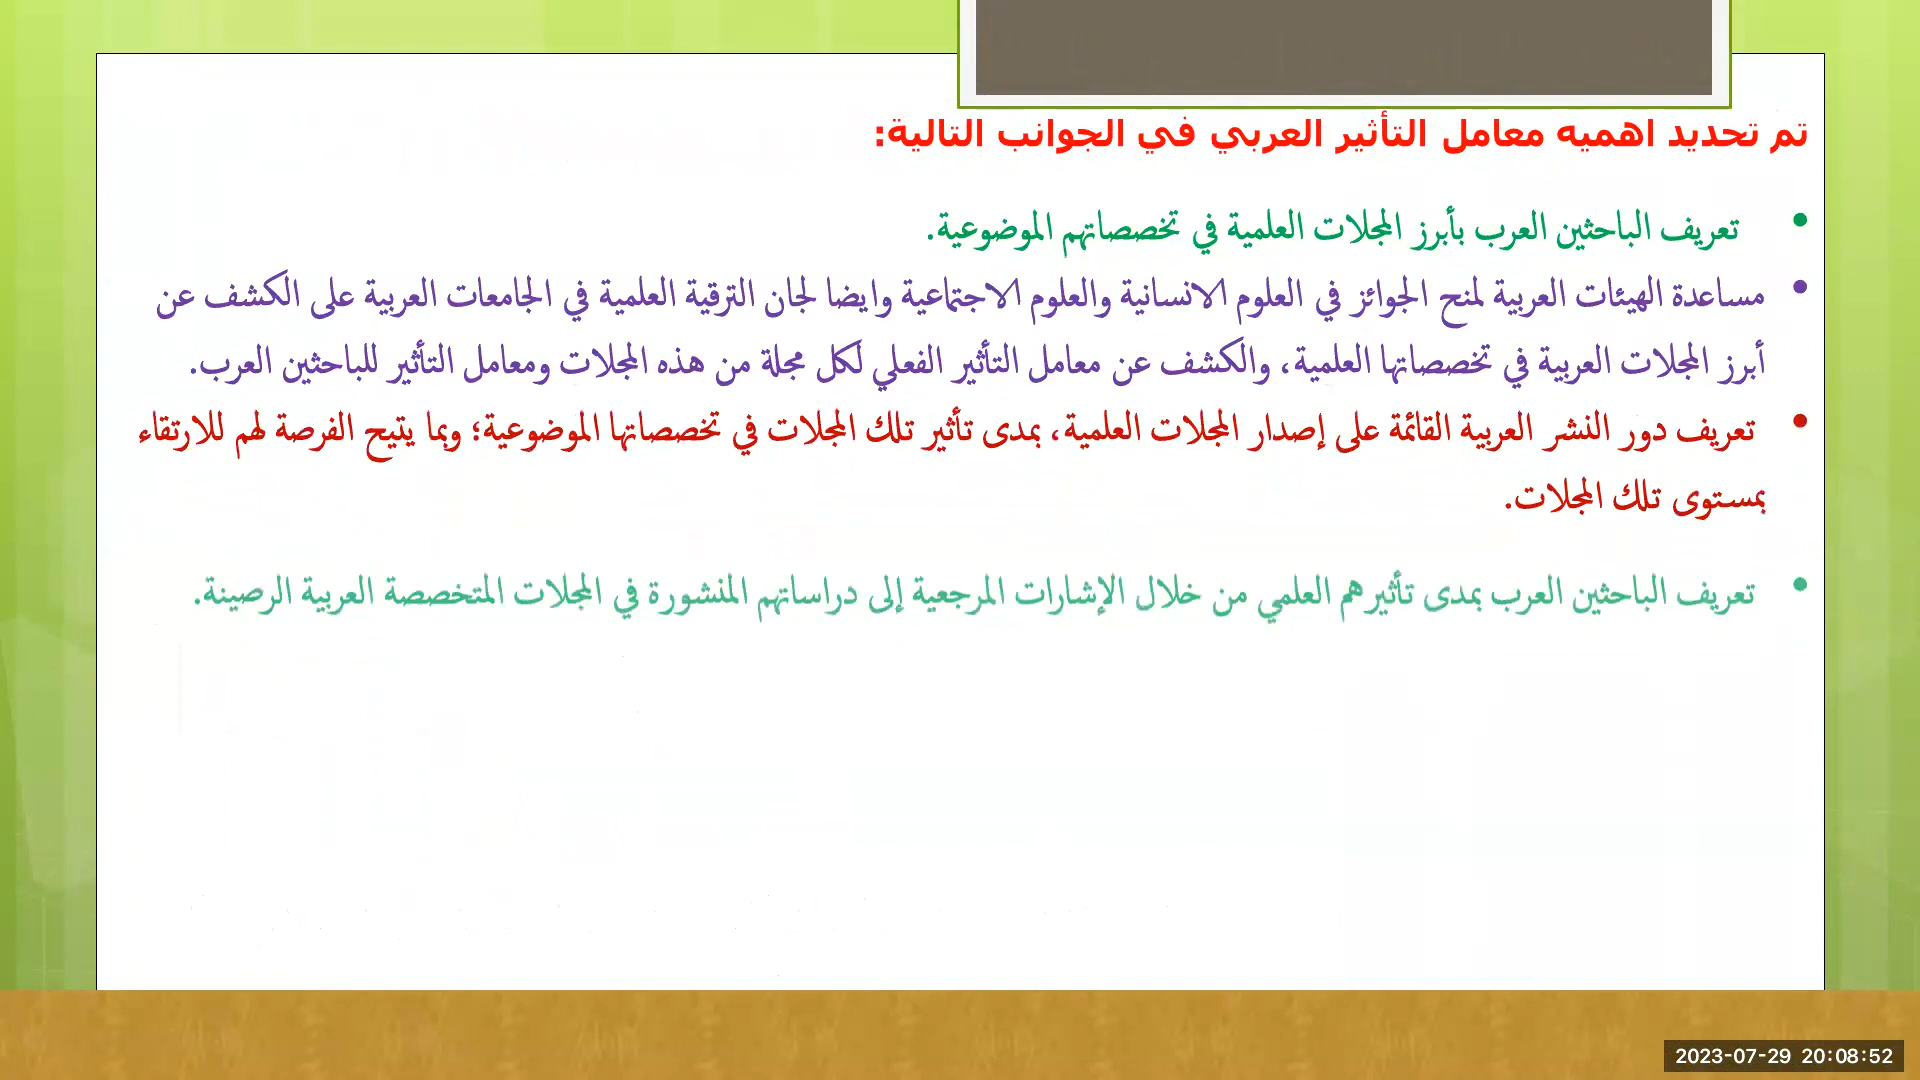 تم تحديد اهميه معامل التأثير العربي في الجوانب التالية:
• تعريف الباحثين العرب بأبرز المجلات العلمية في تخصصاتهم الموضوعية.
• مساعدة الهيئات العربية لمنح الجوائز في العلوم الانسانية والعلوم الاجتماعية وايضا لجان الترقية العلمية في الجامعات العربية على الكشف عن
أبرز المجلات العربية في تخصصاتها العلمية، والكشف عن معامل التأثير الفعلي لكل مجلة من هذه المجلات ومعامل التأثير للباحثين العرب.
• تعريف دور النشر العربية القائمة على إصدار المجلات العلمية، بمدى تأثير تلك المجلات في تخصصاتها الموضوعية؛ وبما يتيح الفرصة لهم للارتقاء
بمستوى تلك المجلات.
• تعريف الباحثين العرب بمدى تأثيرهم العلمي من خلال الإشارات المرجعية إلى دراساتهم المنشورة في المجلات المتخصصة العربية الرصينة.
2023-07-29 20:08:52